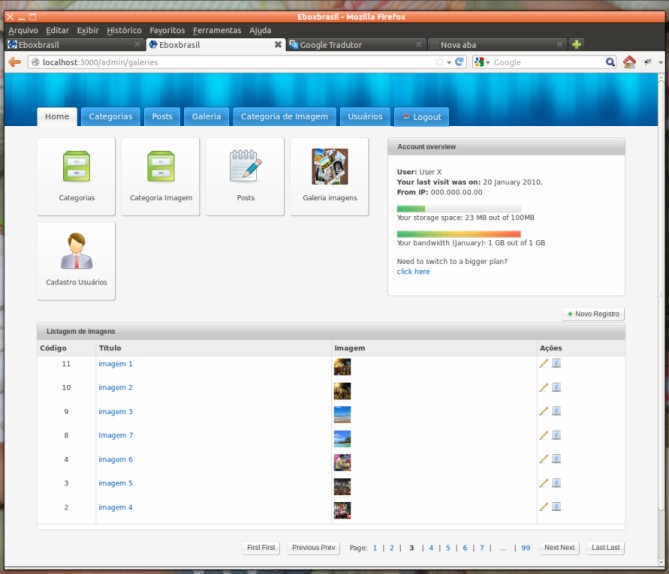 Eboxbrasil - Mozilla Firefox
Arquivo Editar Exibir Histórico Favoritos Ferramentas Ajuda
Eboxbrasil Eboxbrasil Google Tradutor Nova aba
localhost:3000/admin/galeries Google
Home Categorias Posts Galeria Categoria de Imagem Usuários Logout
Categorias Categoria Imagem Posts Galeria imagens
Cadastro Usuários
Account overview
User: User X
Your last visit was on: 20 January 2010,
From IP: 000.000.00.00
Your storage space: 23 MB out of 100MB
Your bandwidth (January): 1 GB out of 1 GB
Need to switch to a bigger plan?
click here
Novo Registro
Listagem de imagens
Código Título Imagem Ações
11 imagem 1
10 imagem 2
9 imagem 3
8 Imagem 7
4 imagem 6
3 imagem 5
2 imagem 4
First First Previous Prev Page: 1 | 2 | 3 | 4 | 5 | 6 | 7 | ... | 99 Next Next Last Last